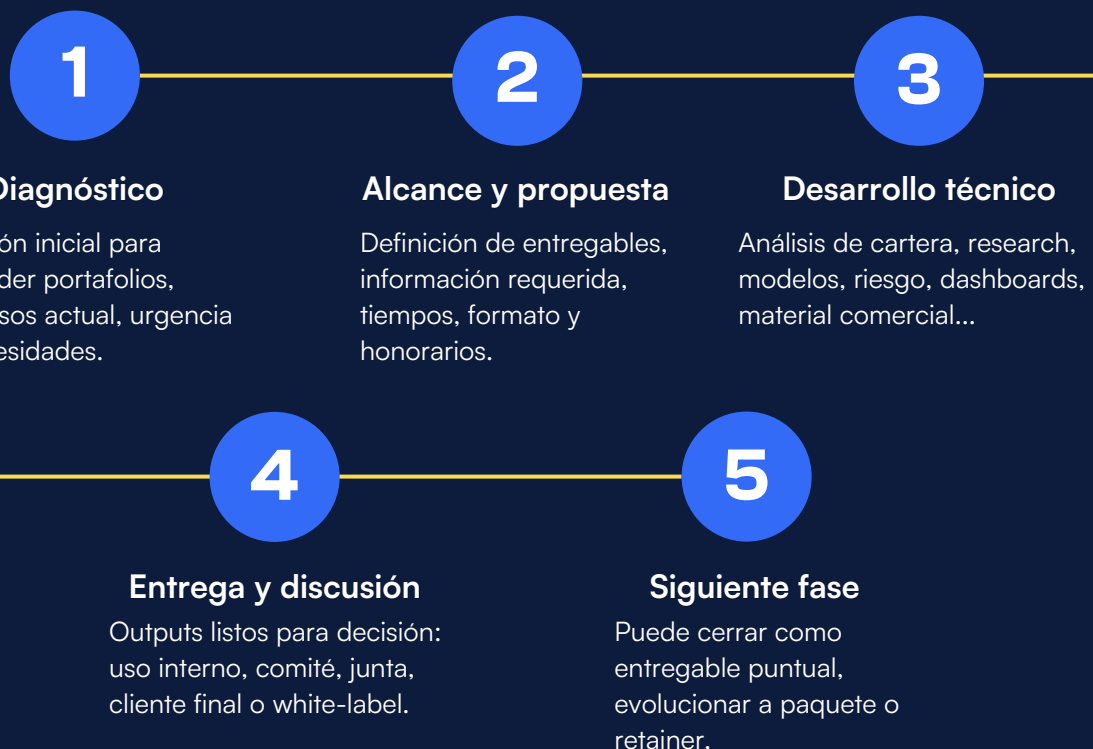 1
2
3
Diagnóstico
Alcance y propuesta
Desarrollo técnico
ón inicial para
der portafolios,
sos actual, urgencia
esidades.
Definición de entregables,
información requerida,
tiempos, formato y
honorarios.
Análisis de cartera, research,
modelos, riesgo, dashboards,
material comercial...
4
5
Entrega y discusión
Siguiente fase
Outputs listos para decisión:
uso interno, comité, junta,
cliente final o white-label.
Puede cerrar como
entregable puntual,
evolucionar a paquete o
retainer.